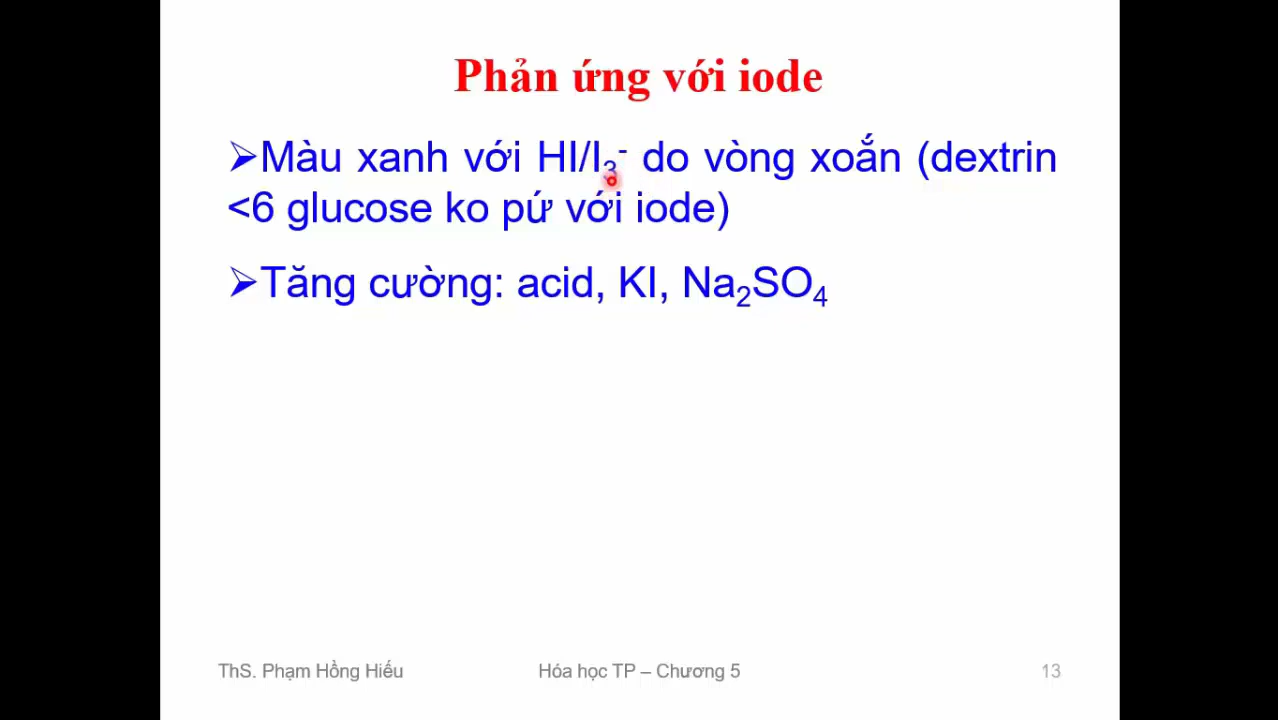 Phản ứng với iode
➢Màu xanh với HI/I₃⁻ do vòng xoắn (dextrin
<6 glucose ko pứ với iode)
➢Tăng cường: acid, KI, Na₂SO₄
ThS. Phạm Hồng Hiếu Hóa học TP – Chương 5 13